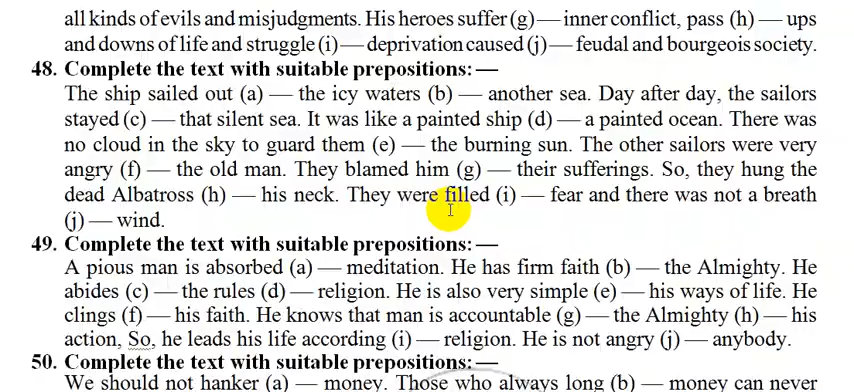 all kinds of evils and misjudgments. His heroes suffer (g)— inner conflict, pass (h) — ups
and downs of life and struggle (i)— deprivation caused (j)— feudal and bourgeois society.
48. Complete the text with suitable prepositions: —
The ship sailed out (a) — the icy waters (b) — another sea. Day after day, the sailors
stayed (c) — that silent sea. It was like a painted ship (d) — a painted ocean. There was
no cloud in the sky to guard them (e) — the burning sun. The other sailors were very
angry (f) — the old man. They blamed him (g) — their sufferings. So, they hung the
dead Albatross (h) — his neck. They were filled (i) — fear and there was not a breath
(j) — wind.
49. Complete the text with suitable prepositions: —
A pious man is absorbed (a) — meditation. He has firm faith (b) — the Almighty. He
abides (c) — the rules (d) — religion. He is also very simple (e) — his ways of life. He
clings (f) — his faith. He knows that man is accountable (g) — the Almighty (h) — his
action, So, he leads his life according (i) — religion. He is not angry (j) — anybody.
50. Complete the text with suitable prepositions: —
We should not hanker (a) — money. Those who always long (b) — money can never